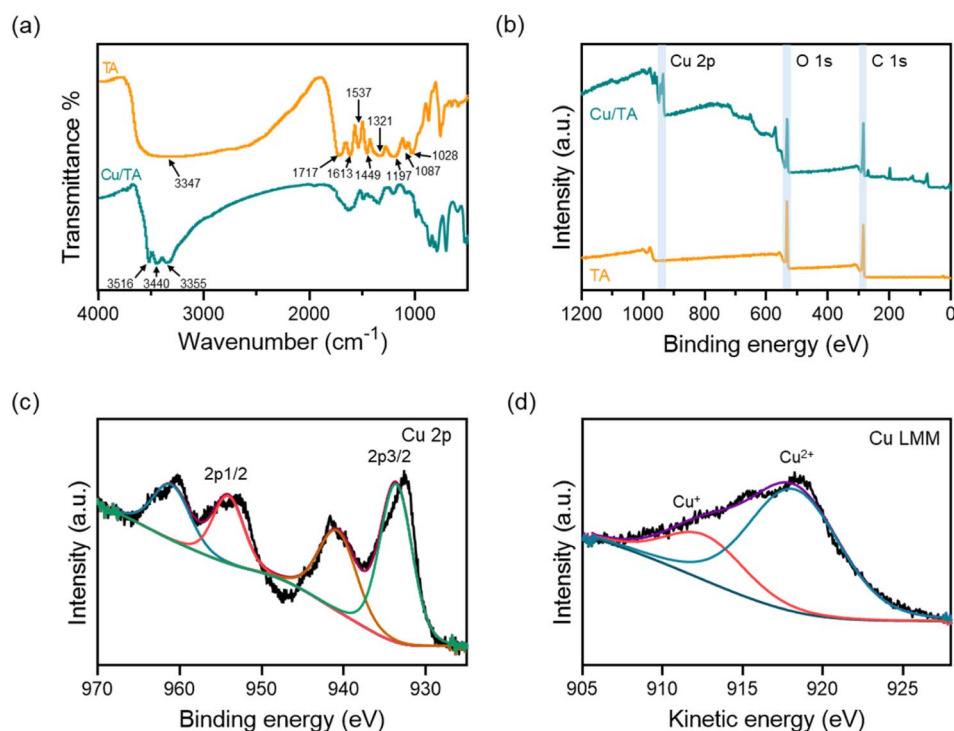 (a)
TA
Cu/TA
3347
1717
1613
1537
1449
1321
1197
1087
1028
3516
3440
3355
Transmittance %
4000
3000
2000
1000
Wavenumber (cm⁻¹)
(b)
Cu 2p
O 1s
C 1s
Cu/TA
TA
Intensity (a.u.)
1200
1000
800
600
400
200
0
Binding energy (eV)
(c)
Cu 2p
2p1/2
2p3/2
Intensity (a.u.)
970
960
950
940
930
Binding energy (eV)
(d)
Cu LMM
Cu⁺
Cu²⁺
Intensity (a.u.)
905
910
915
920
925
Kinetic energy (eV)